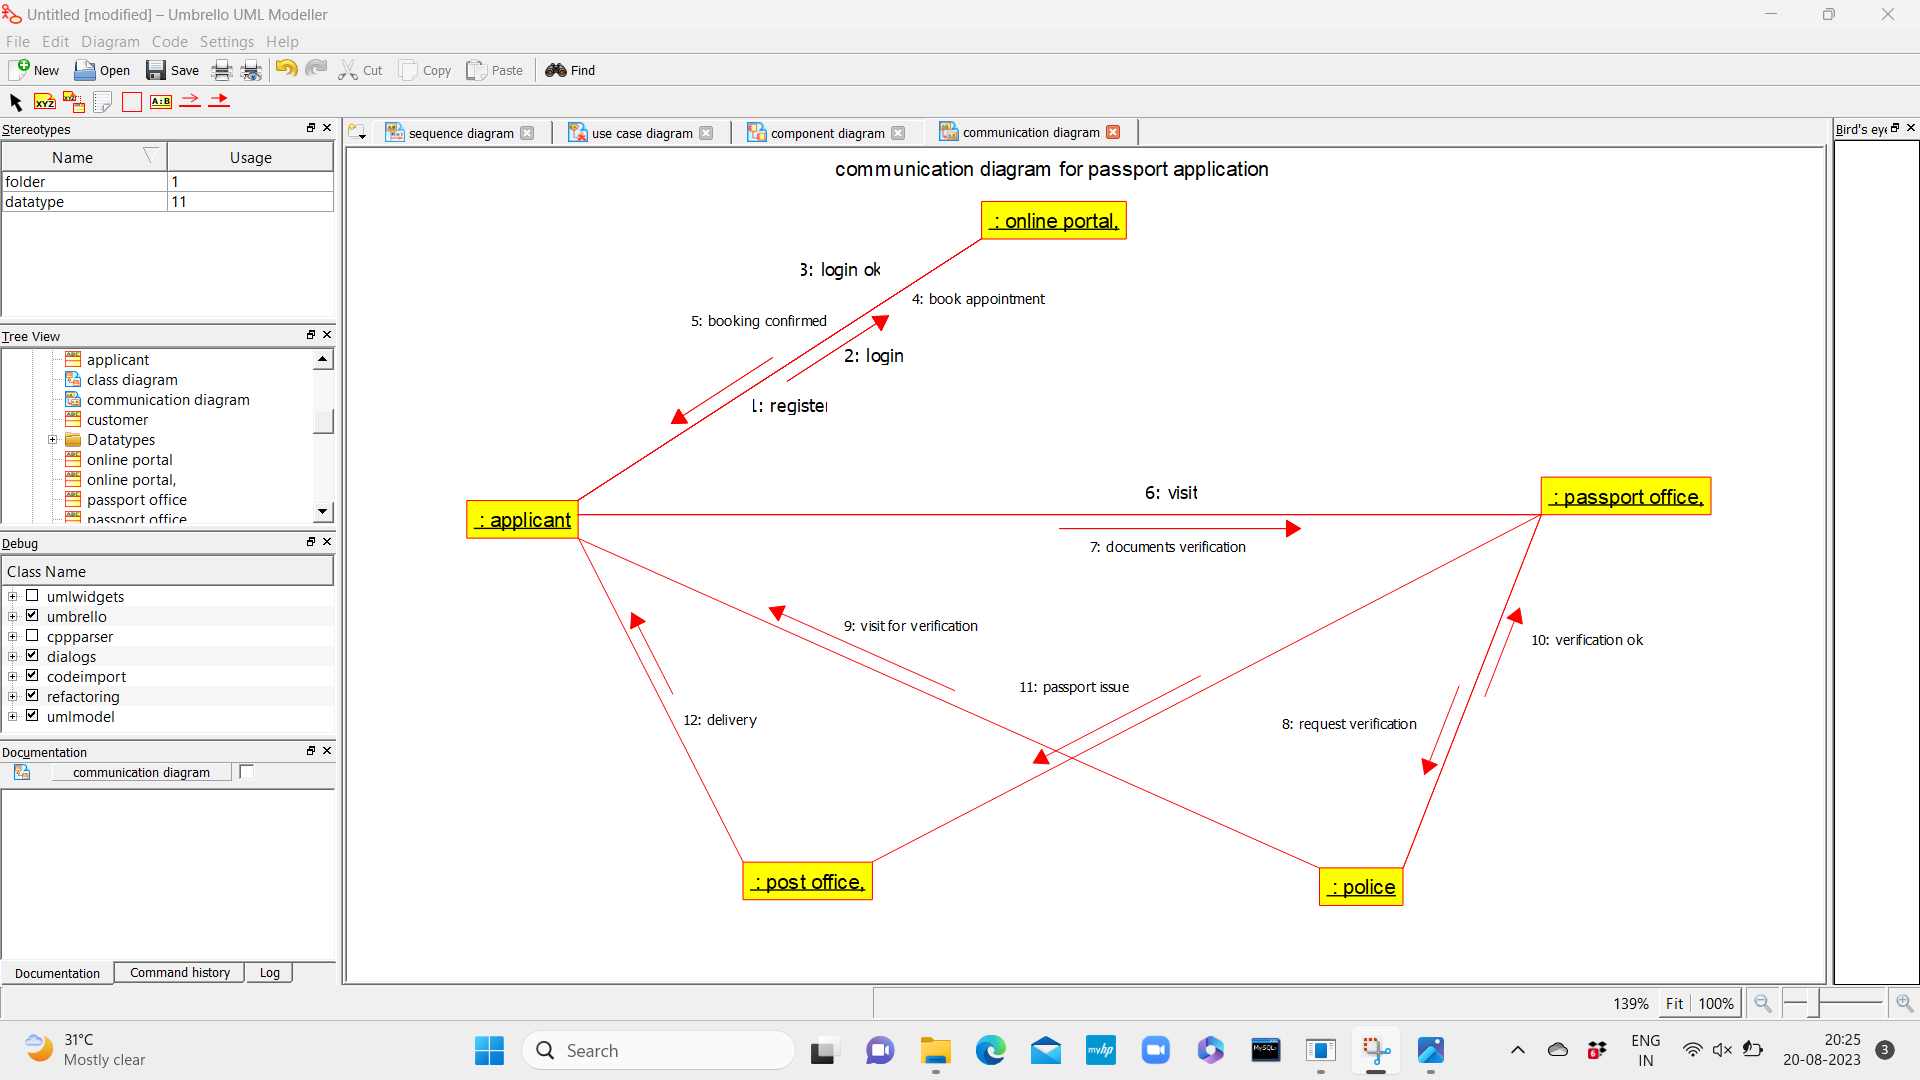 Untitled [modified] – Umbrello UML Modeller
File Edit Diagram Code Settings Help
New Open Save Cut Copy Paste Find
XYZ XYZ A:B
Stereotypes
Name Usage
folder 1
datatype 11
Tree View
applicant
class diagram
communication diagram
customer
Datatypes
online portal
online portal,
passport office
passport office
Debug
Class Name
umlwidgets
umbrello
cppparser
dialogs
codeimport
refactoring
umlmodel
Documentation
communication diagram
Documentation Command history Log
sequence diagram use case diagram component diagram communication diagram
Bird's eye
communication diagram for passport application
: online portal,
3: login ok
4: book appointment
5: booking confirmed
2: login
1: register
6: visit
: passport office,
: applicant
7: documents verification
9: visit for verification
10: verification ok
11: passport issue
12: delivery
8: request verification
: post office,
: police
139% Fit 100%
31°C
Mostly clear
Search
myhp
MySQL
6
ENG
IN
20:25
20-08-2023
3